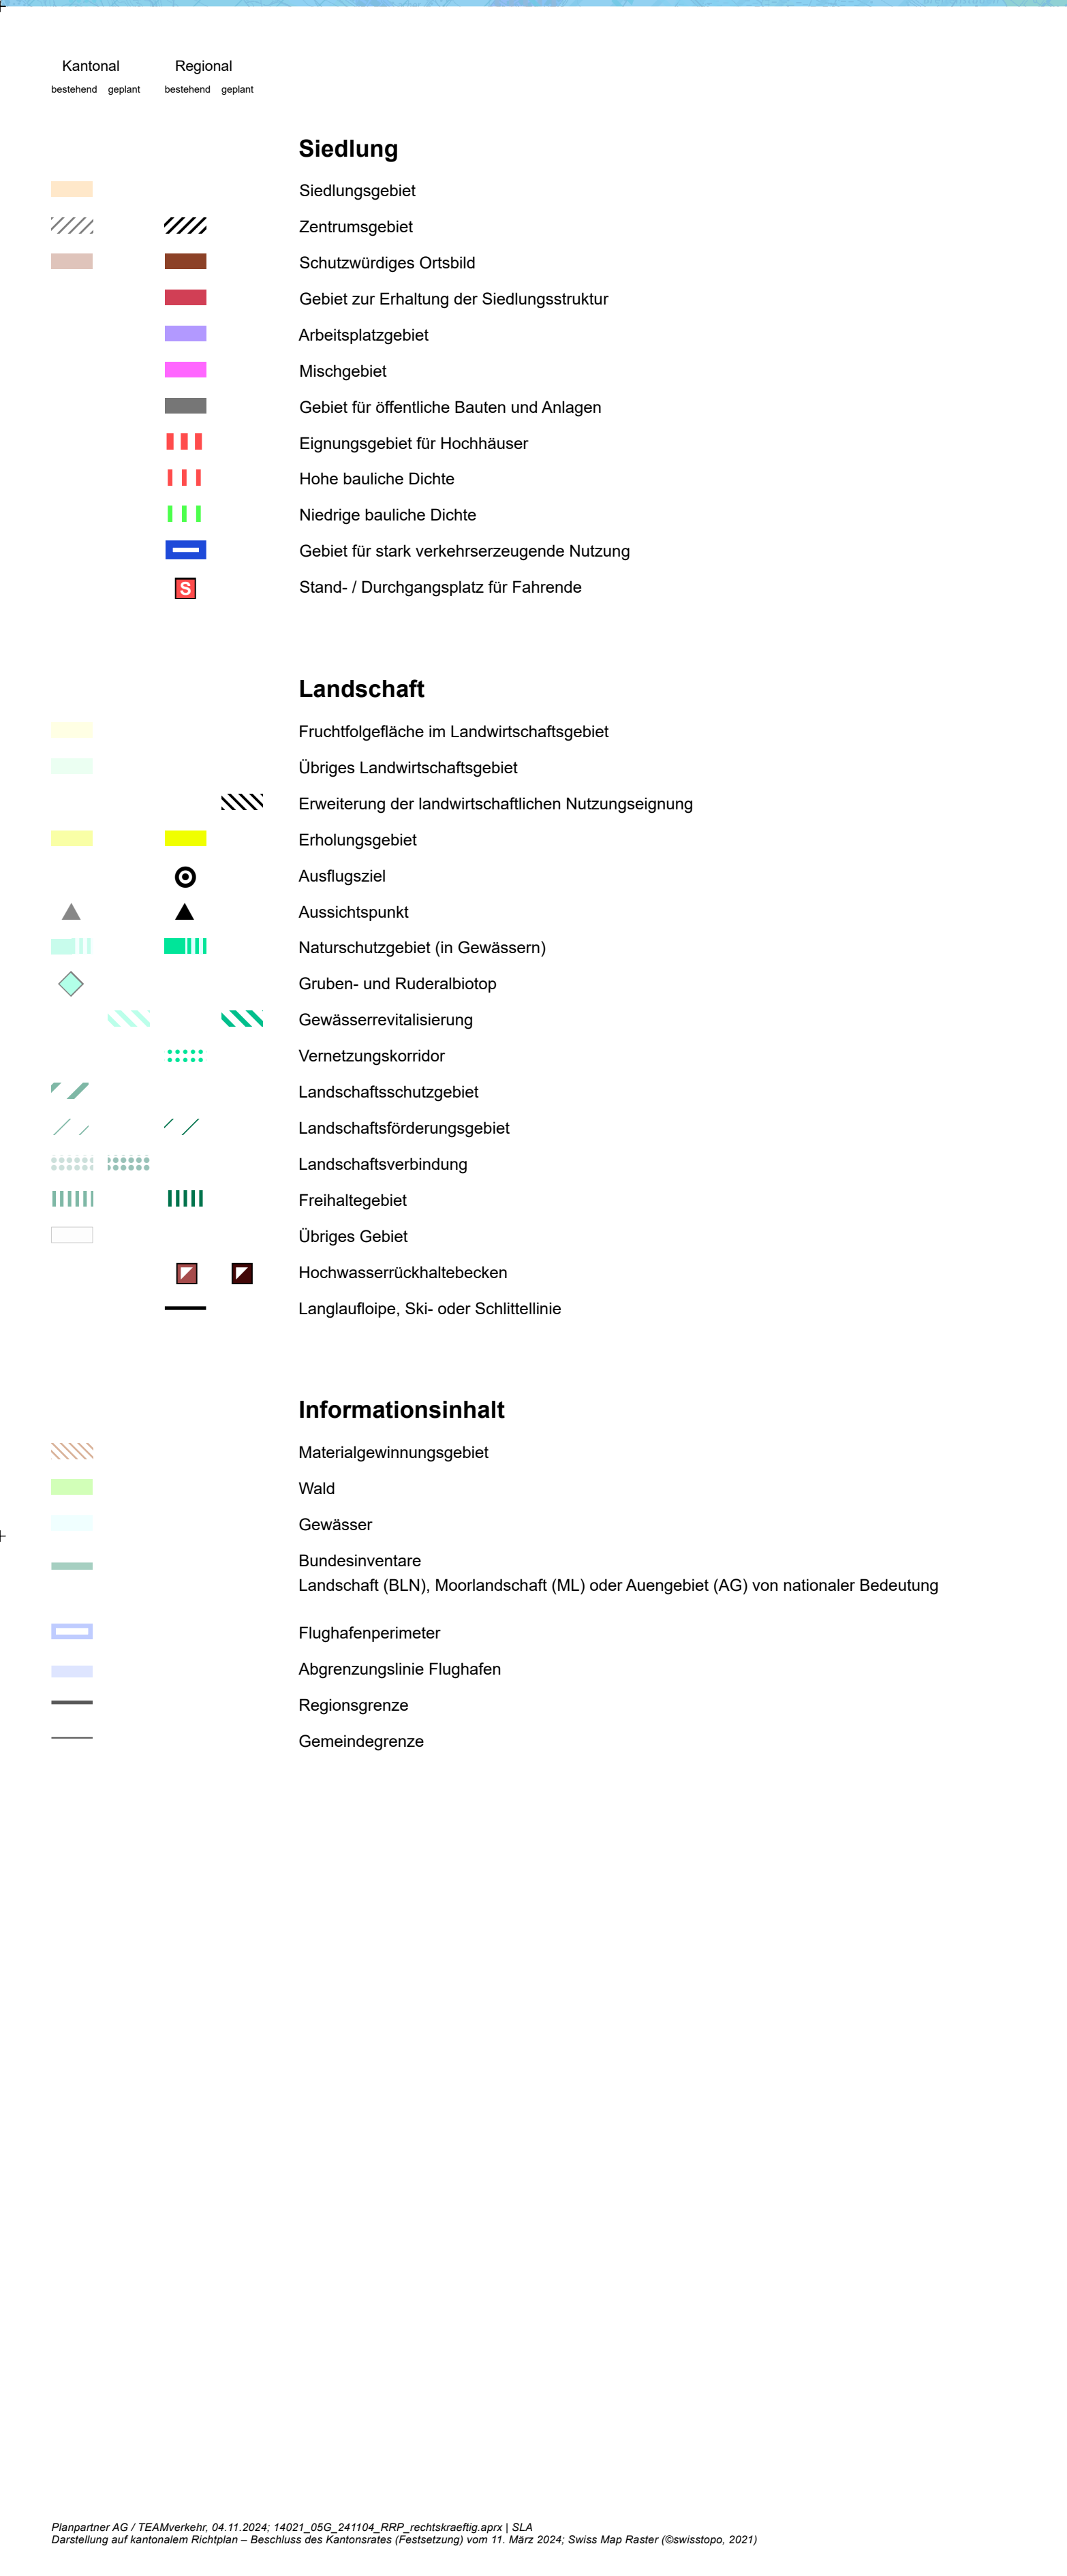 Kantonal Regional
bestehend geplant bestehend geplant
Siedlung
Siedlungsgebiet
Zentrumsgebiet
Schutzwürdiges Ortsbild
Gebiet zur Erhaltung der Siedlungsstruktur
Arbeitsplatzgebiet
Mischgebiet
Gebiet für öffentliche Bauten und Anlagen
Eignungsgebiet für Hochhäuser
Hohe bauliche Dichte
Niedrige bauliche Dichte
Gebiet für stark verkehrserzeugende Nutzung
S Stand- / Durchgangsplatz für Fahrende
Landschaft
Fruchtfolgefläche im Landwirtschaftsgebiet
Übriges Landwirtschaftsgebiet
Erweiterung der landwirtschaftlichen Nutzungseignung
Erholungsgebiet
Ausflugsziel
Aussichtspunkt
Naturschutzgebiet (in Gewässern)
Gruben- und Ruderalbiotop
Gewässerrevitalisierung
Vernetzungskorridor
Landschaftsschutzgebiet
Landschaftsförderungsgebiet
Landschaftsverbindung
Freihaltegebiet
Übriges Gebiet
Hochwasserrückhaltebecken
Langlaufloipe, Ski- oder Schlittellinie
Informationsinhalt
Materialgewinnungsgebiet
Wald
Gewässer
Bundesinventare
Landschaft (BLN), Moorlandschaft (ML) oder Auengebiet (AG) von nationaler Bedeutung
Flughafenperimeter
Abgrenzungslinie Flughafen
Regionsgrenze
Gemeindegrenze
Planpartner AG / TEAMverkehr, 04.11.2024; 14021_05G_241104_RRP_rechtskraeftig.aprx | SLA
Darstellung auf kantonalem Richtplan – Beschluss des Kantonsrates (Festsetzung) vom 11. März 2024; Swiss Map Raster (©swisstopo, 2021)